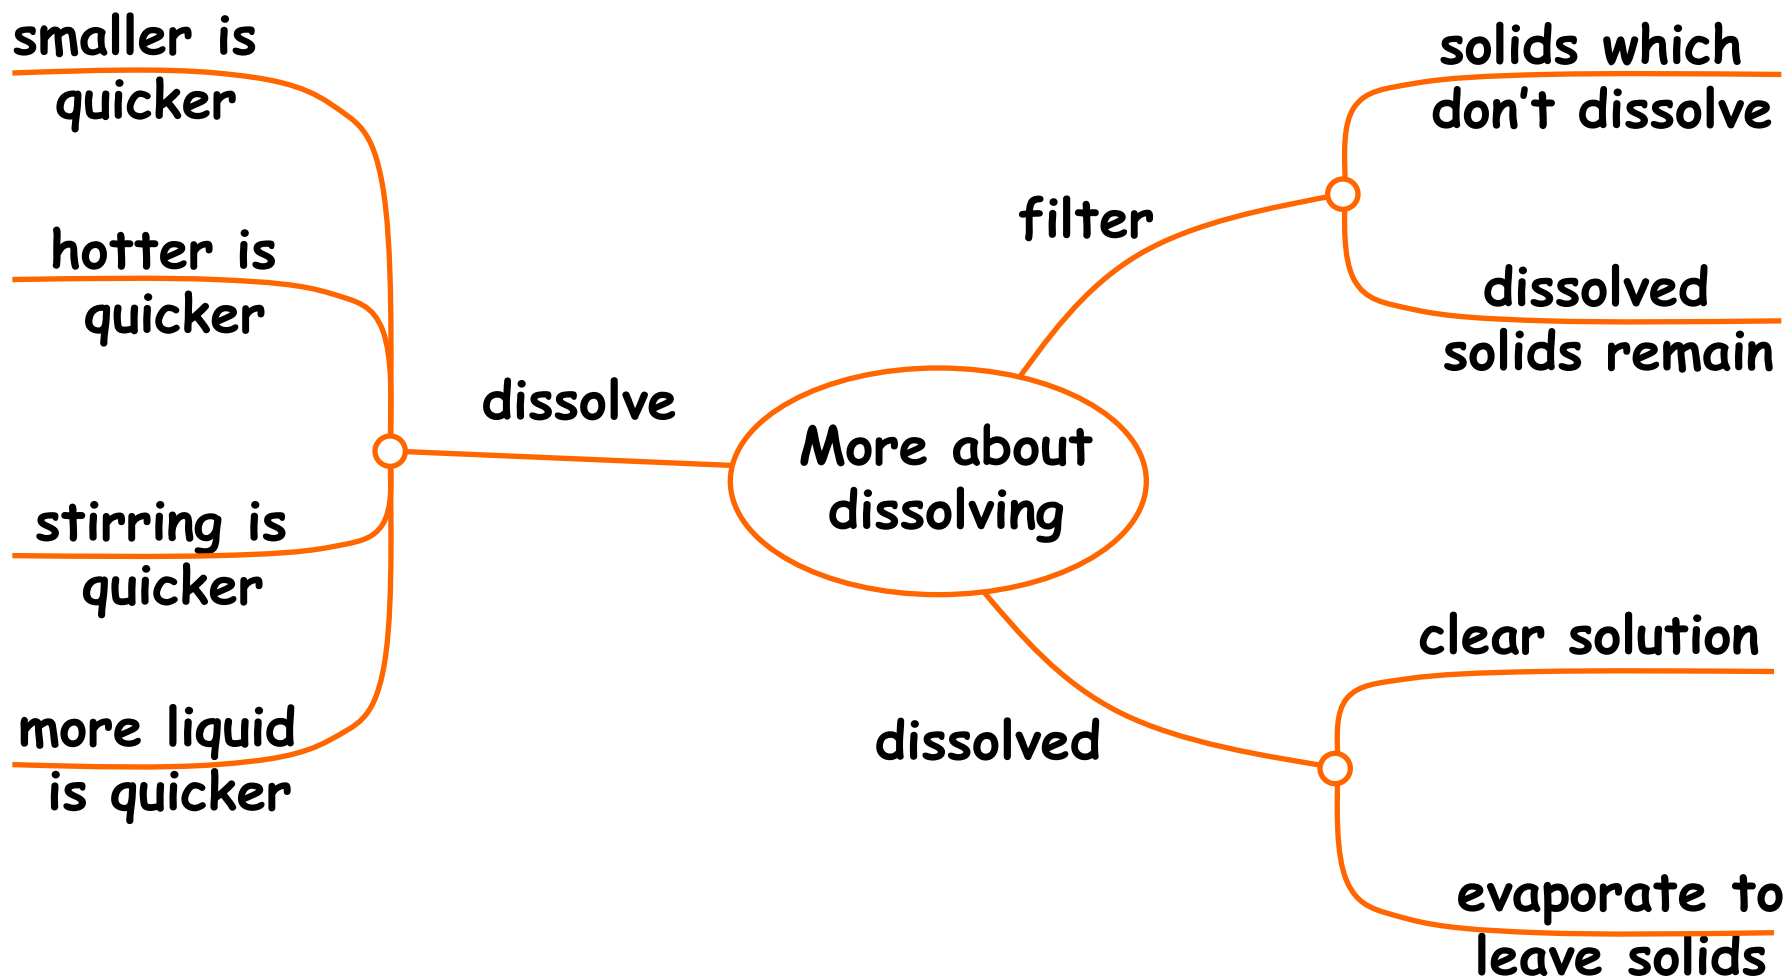 smaller is
quicker
hotter is
quicker
stirring is
quicker
more liquid
is quicker
dissolve
More about
dissolving
filter
solids which
don't dissolve
dissolved
solids remain
dissolved
clear solution
evaporate to
leave solids